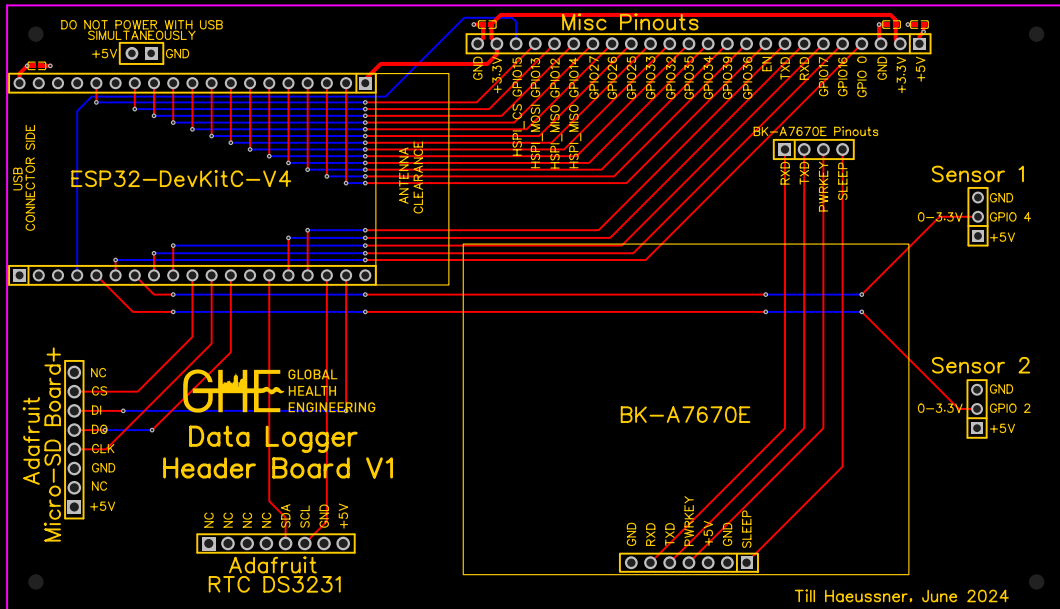 DO NOT POWER WITH USB
SIMULTANEOUSLY
+5V GND
Misc Pinouts
GND
+3.3V
HSPI_CS GPIO15
HSPI_MOSI GPIO13
HSPI_MISO GPIO12
HSPI_MISO GPIO14
GPIO27
GPIO26
GPIO25
GPIO33
GPIO32
GPIO35
GPIO34
GPIO39
GPIO36
EN
TXD
RXD
GPIO17
GPIO16
GPIO 0
GND
+3.3V
+5V
USB
CONNECTOR SIDE
ESP32-DevKitC-V4
ANTENNA
CLEARANCE
BK-A7670E Pinouts
RXD
TXD
PWRKEY
SLEEP
Sensor 1
GND
0-3.3V GPIO 4
+5V
Sensor 2
GND
0-3.3V GPIO 2
+5V
Adafruit
Micro-SD Board+
NC
CS
DI
DO
CLK
GND
NC
+5V
GHE
GLOBAL
HEALTH
ENGINEERING
Data Logger
Header Board V1
NC
NC
NC
NC
SDA
SCL
GND
+5V
Adafruit
RTC DS3231
BK-A7670E
GND
RXD
TXD
PWRKEY
+5V
GND
SLEEP
Till Haeussner, June 2024